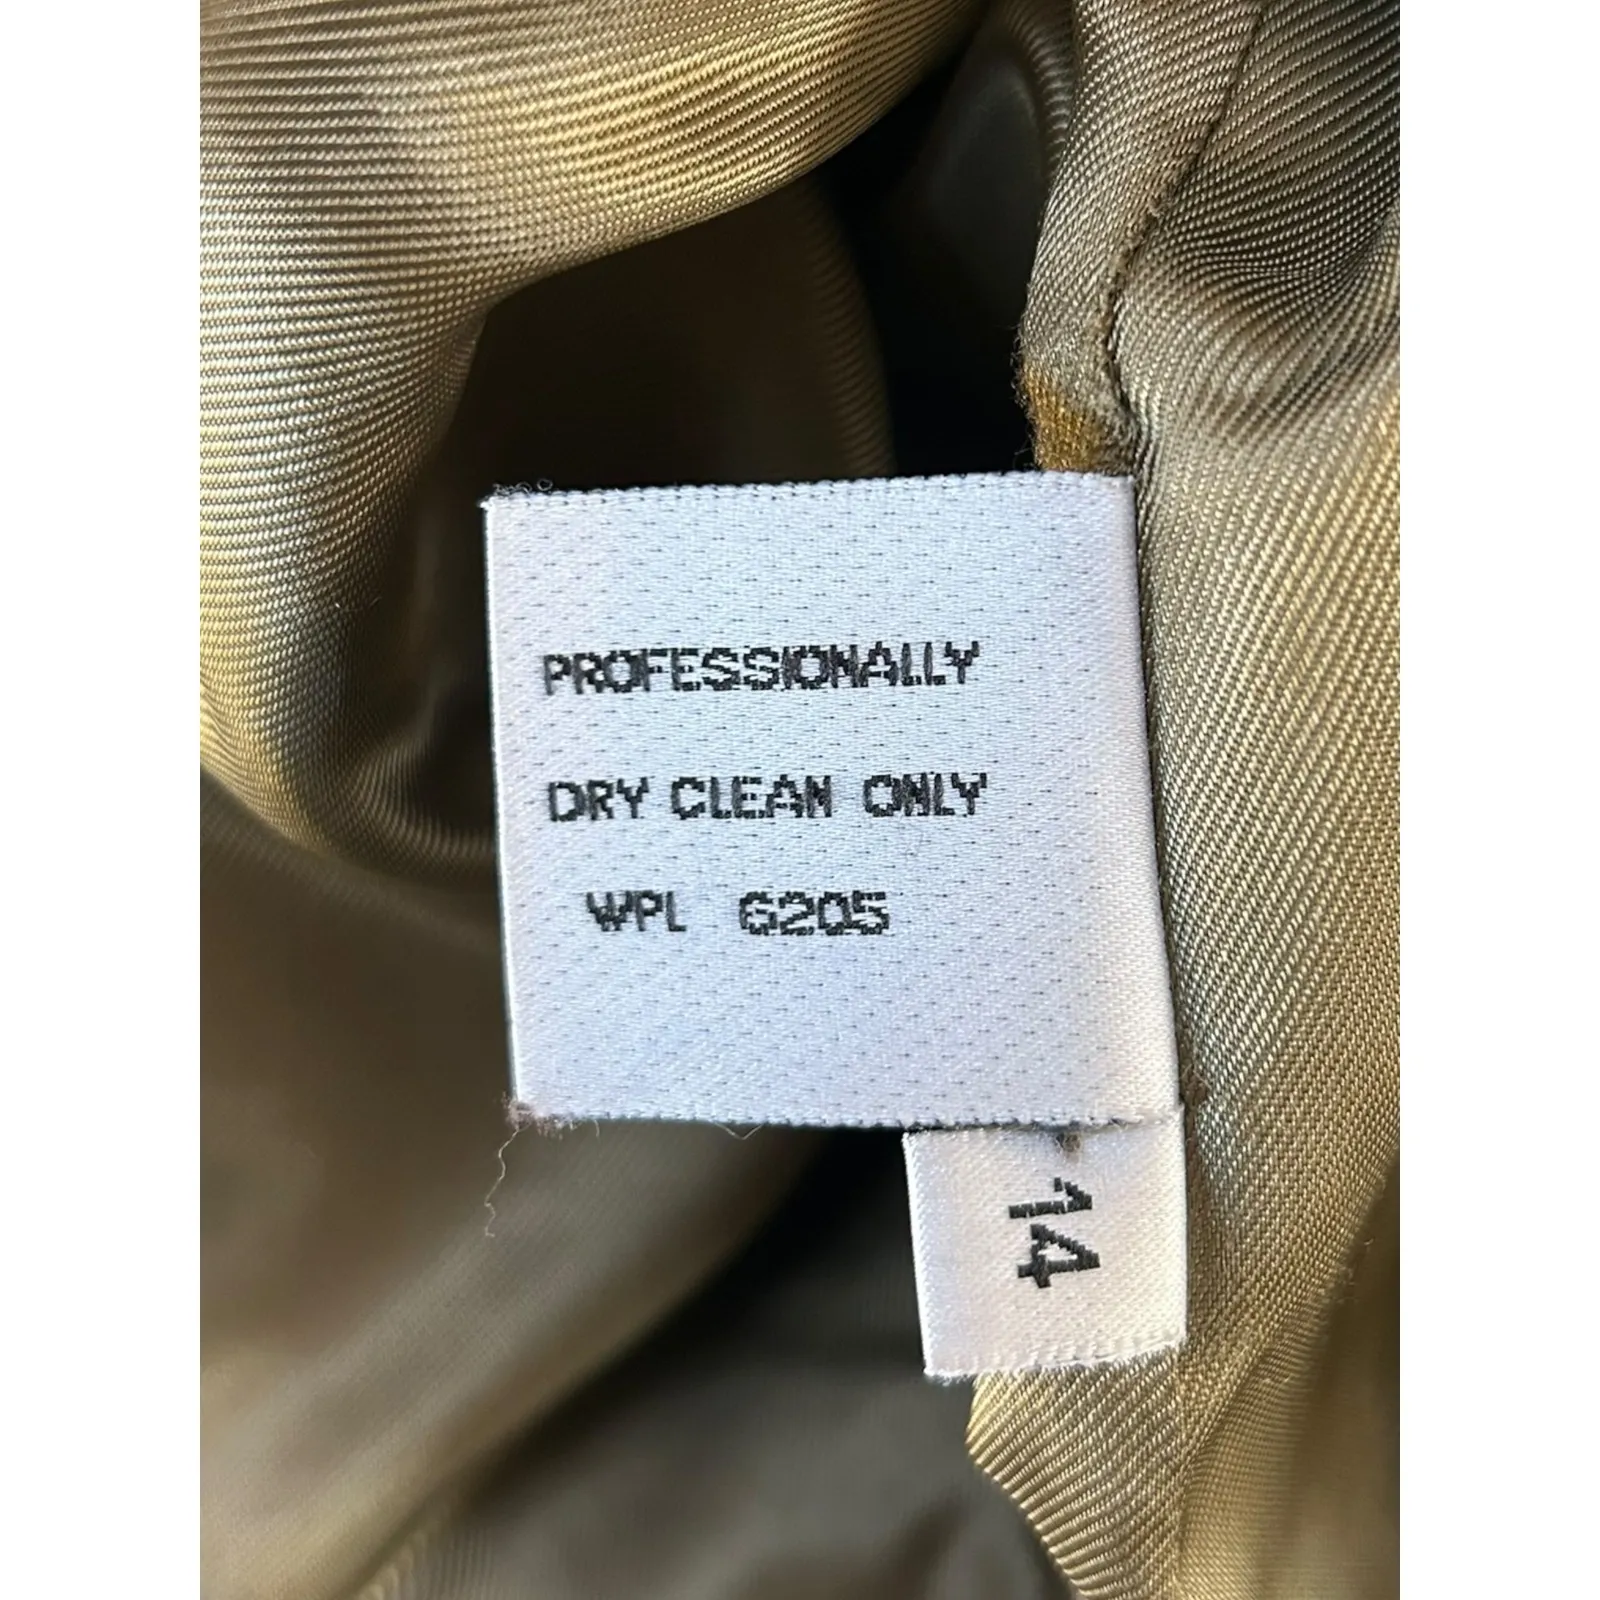 PROFESSIONALLY
DRY CLEAN ONLY
WPL 6205
14